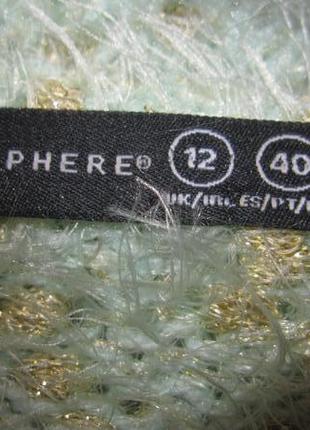 PHERE® 12 40
UK/IRL ES/PT/